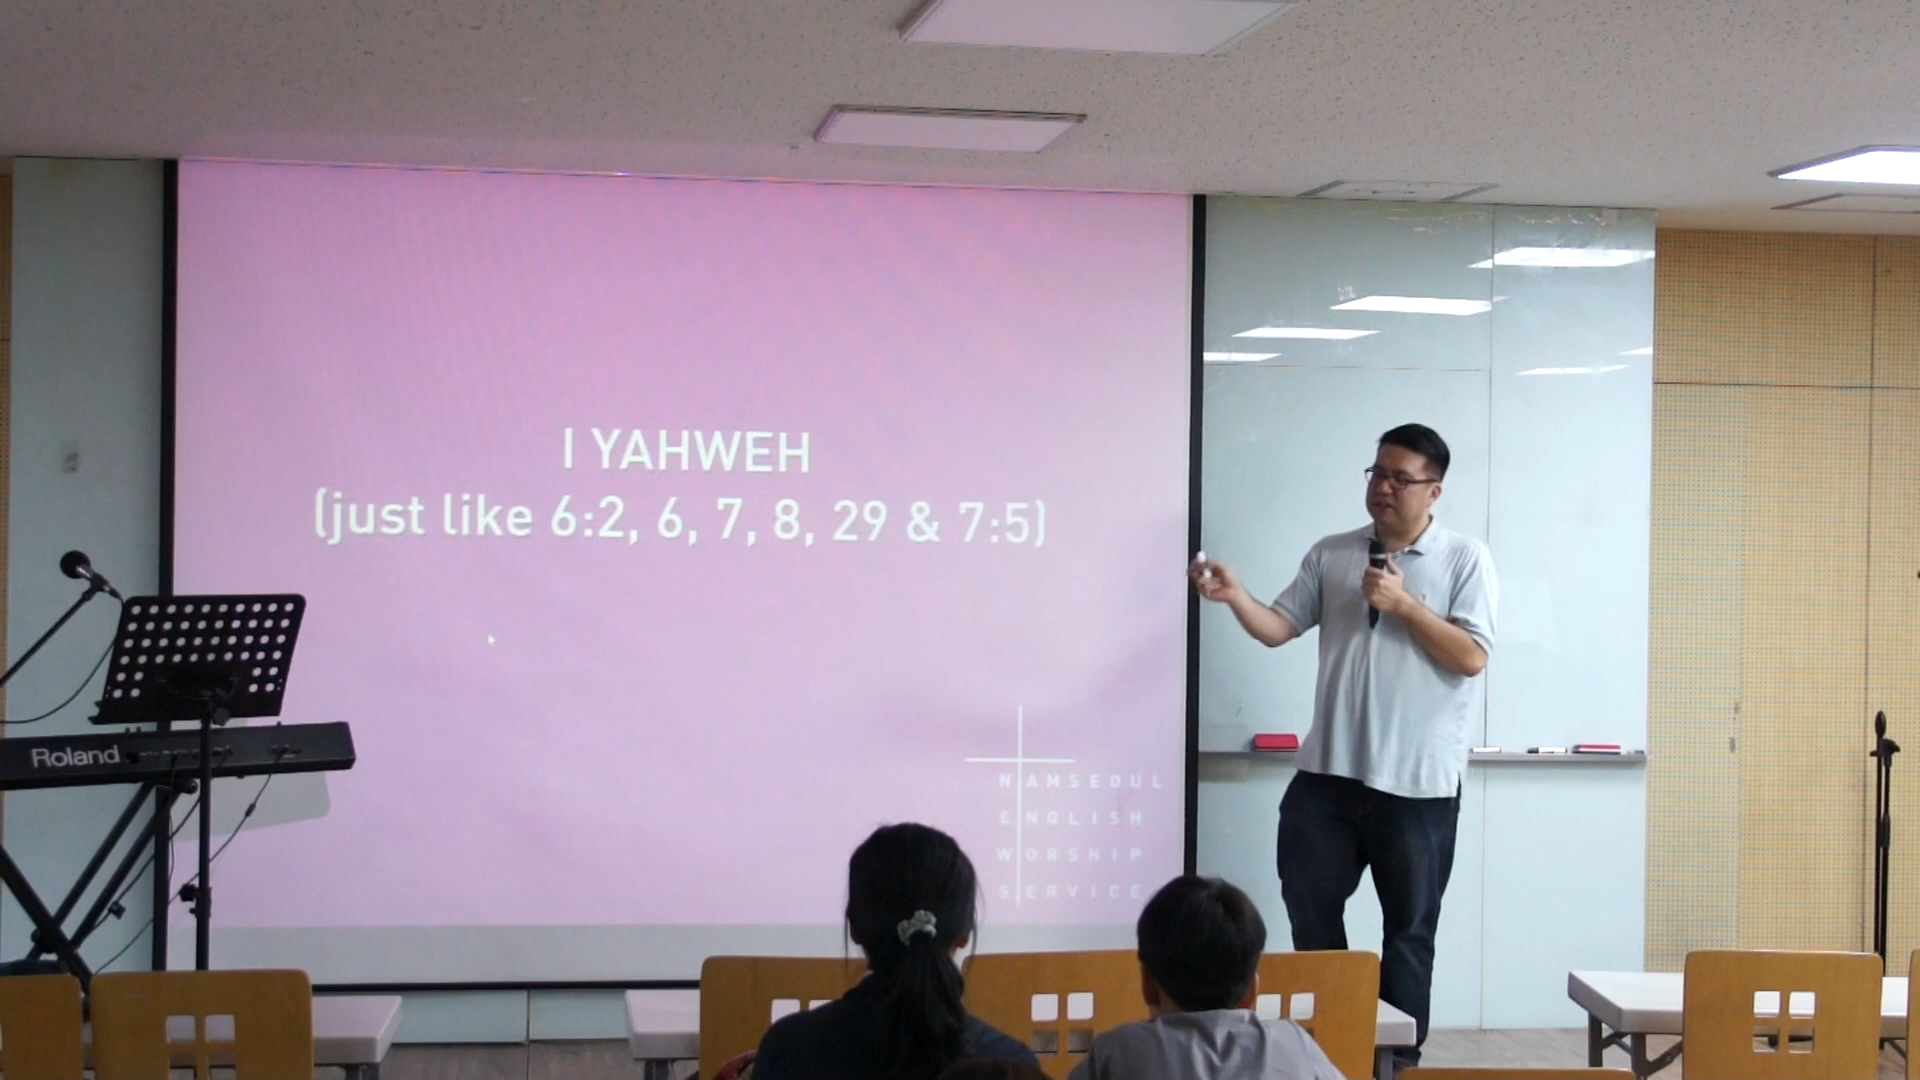 I YAHWEH
(just like 6:2, 6, 7, 8, 29 & 7:5)
NAMSEOUL
ENGLISH
WORSHIP
SERVICE
Roland